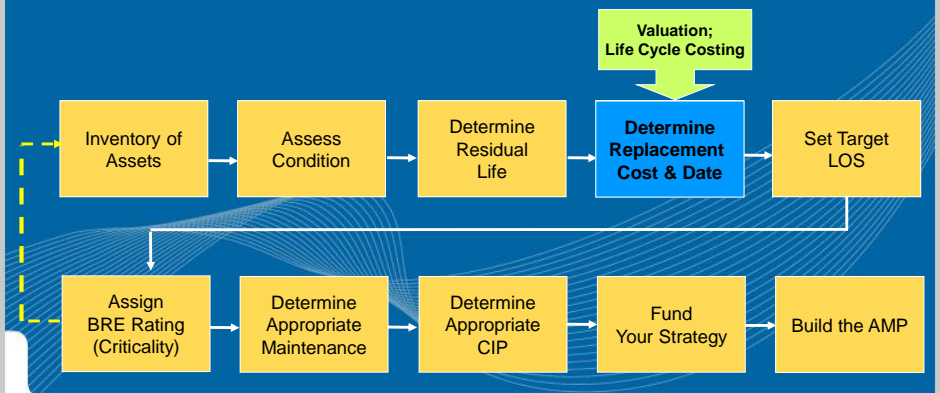 Valuation;
Life Cycle Costing
Inventory of
Assets
Assess
Condition
Determine
Residual
Life
Determine
Replacement
Cost & Date
Set Target
LOS
Assign
BRE Rating
(Criticality)
Determine
Appropriate
Maintenance
Determine
Appropriate
CIP
Fund
Your Strategy
Build the AMP